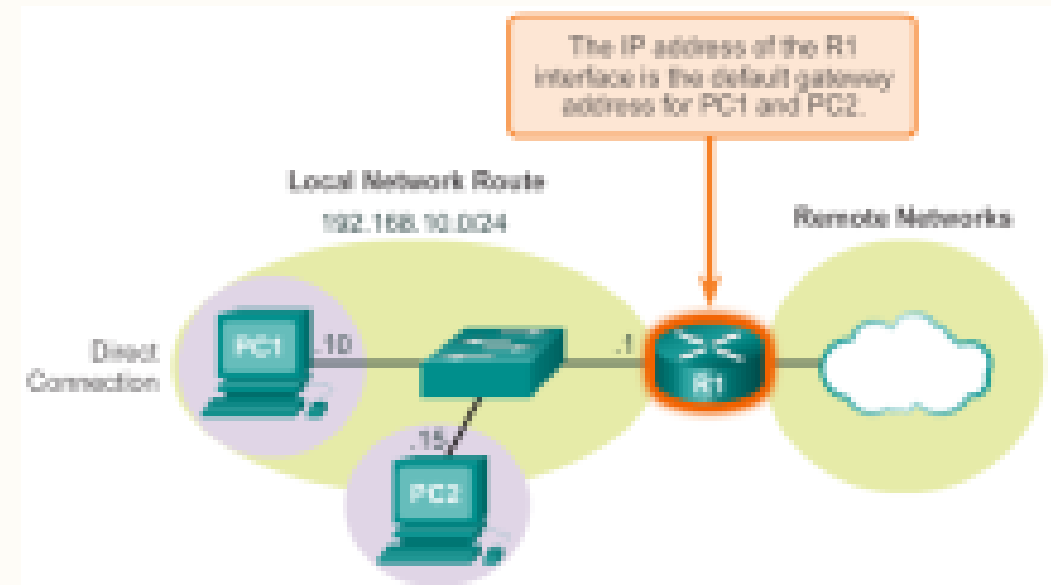 The IP address of the R1
interface is the default gateway
address for PC1 and PC2.
Local Network Route
192.168.10.0/24
Remote Networks
Direct
Connection
PC1
.10
.1
R1
.15
PC2